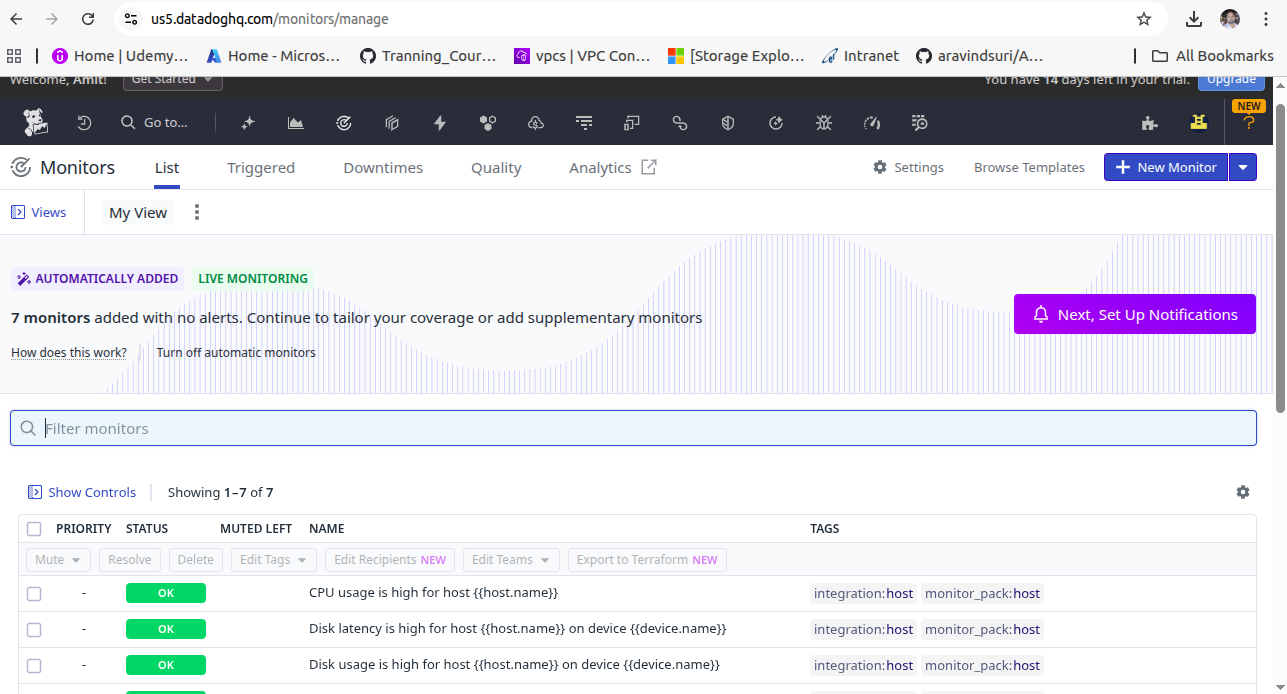 us5.datadoghq.com/monitors/manage
Home | Udemy... Home - Micros... Tranning_Cour... vpcs | VPC Con... [Storage Explo... Intranet aravindsuri/A... All Bookmarks
Welcome, Amit! Get Started You have 14 days left in your trial. Upgrade
Go to... NEW ?
Monitors List Triggered Downtimes Quality Analytics Settings Browse Templates New Monitor
Views My View
AUTOMATICALLY ADDED LIVE MONITORING
7 monitors added with no alerts. Continue to tailor your coverage or add supplementary monitors
Next, Set Up Notifications
How does this work? Turn off automatic monitors
Filter monitors
Show Controls Showing 1–7 of 7
PRIORITY STATUS MUTED LEFT NAME TAGS
Mute Resolve Delete Edit Tags Edit Recipients NEW Edit Teams Export to Terraform NEW
- OK CPU usage is high for host {{host.name}} integration:host monitor_pack:host
- OK Disk latency is high for host {{host.name}} on device {{device.name}} integration:host monitor_pack:host
- OK Disk usage is high for host {{host.name}} on device {{device.name}} integration:host monitor_pack:host